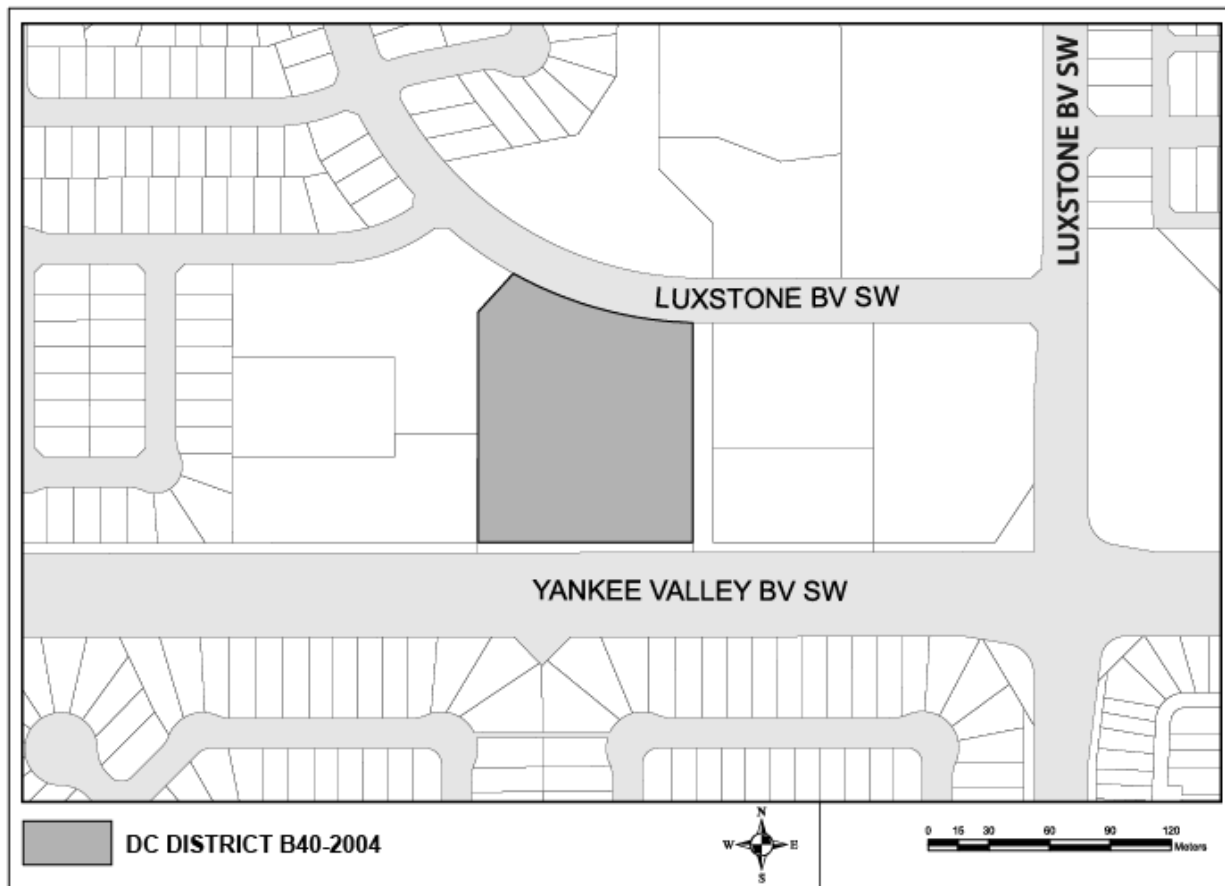 LUXSTONE BV SW
LUXSTONE BV SW
YANKEE VALLEY BV SW
DC DISTRICT B40-2004
N
W E
S
0 15 30 60 90 120
Meters